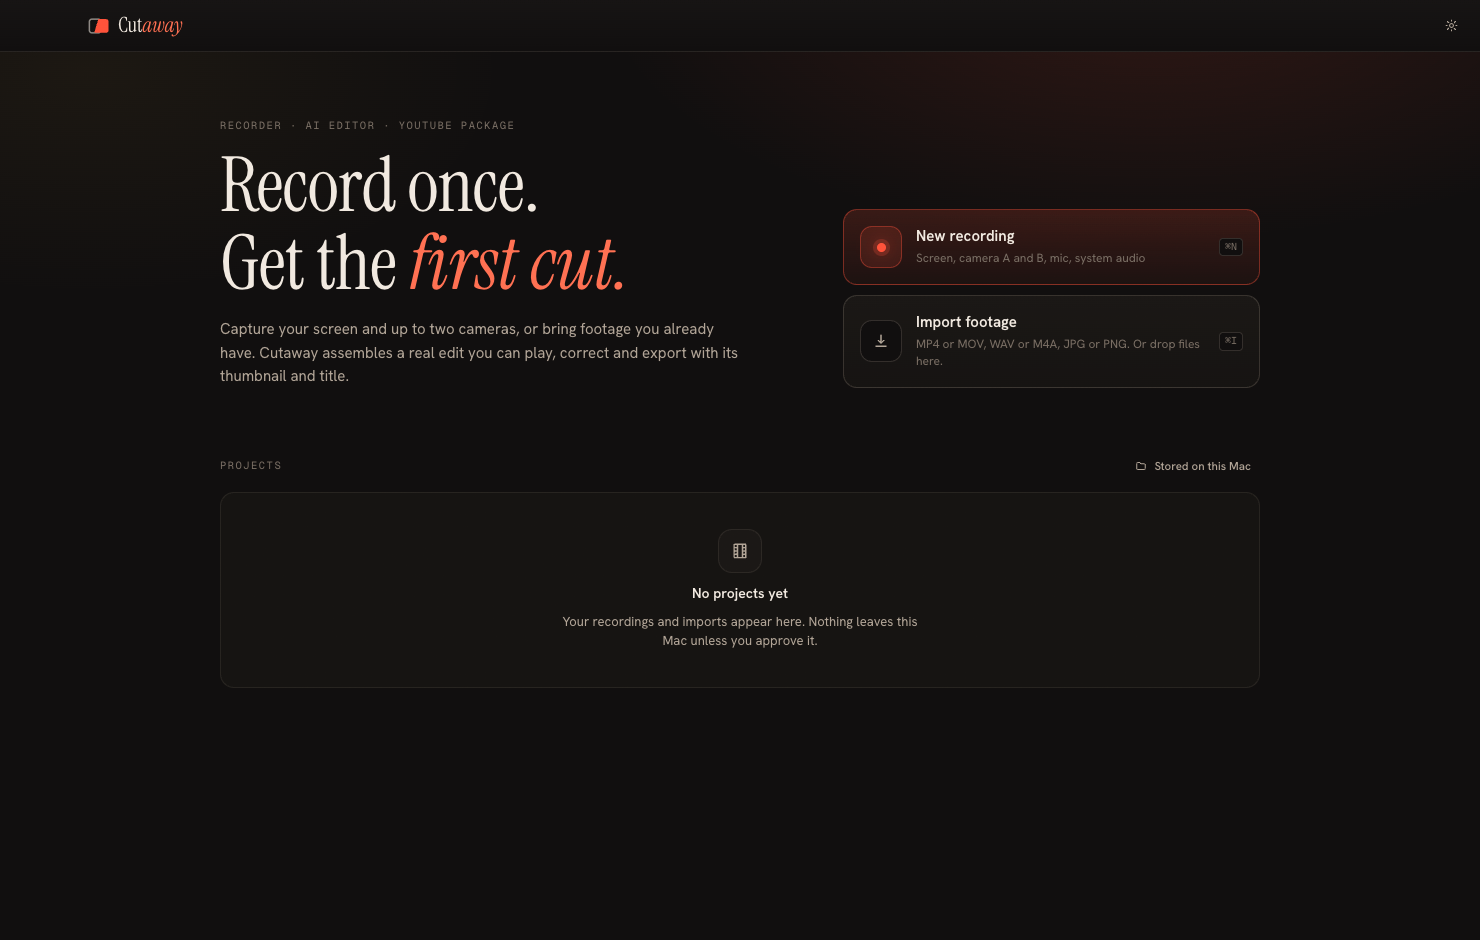 Cutaway
RECORDER · AI EDITOR · YOUTUBE PACKAGE
Record once.
Get the first cut.
Capture your screen and up to two cameras, or bring footage you already
have. Cutaway assembles a real edit you can play, correct and export with its
thumbnail and title.
New recording
Screen, camera A and B, mic, system audio
⌘N
Import footage
MP4 or MOV, WAV or M4A, JPG or PNG. Or drop files
here.
⌘I
PROJECTS
Stored on this Mac
No projects yet
Your recordings and imports appear here. Nothing leaves this
Mac unless you approve it.